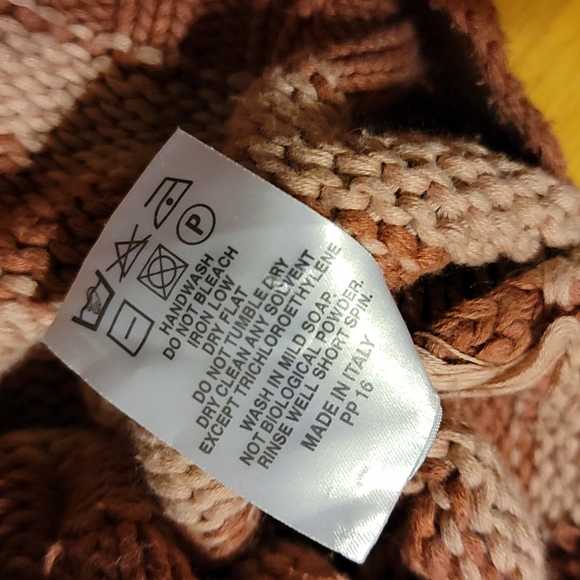 P
HANDWASH
DO NOT BLEACH
IRON LOW
DRY FLAT
DO NOT TUMBLE DRY
DRY CLEAN ANY SOLVENT
EXCEPT TRICHLOROETHYLENE
WASH IN MILD SOAP,
NOT BIOLOGICAL POWDER.
RINSE WELL SHORT SPIN.
MADE IN ITALY
PP 16